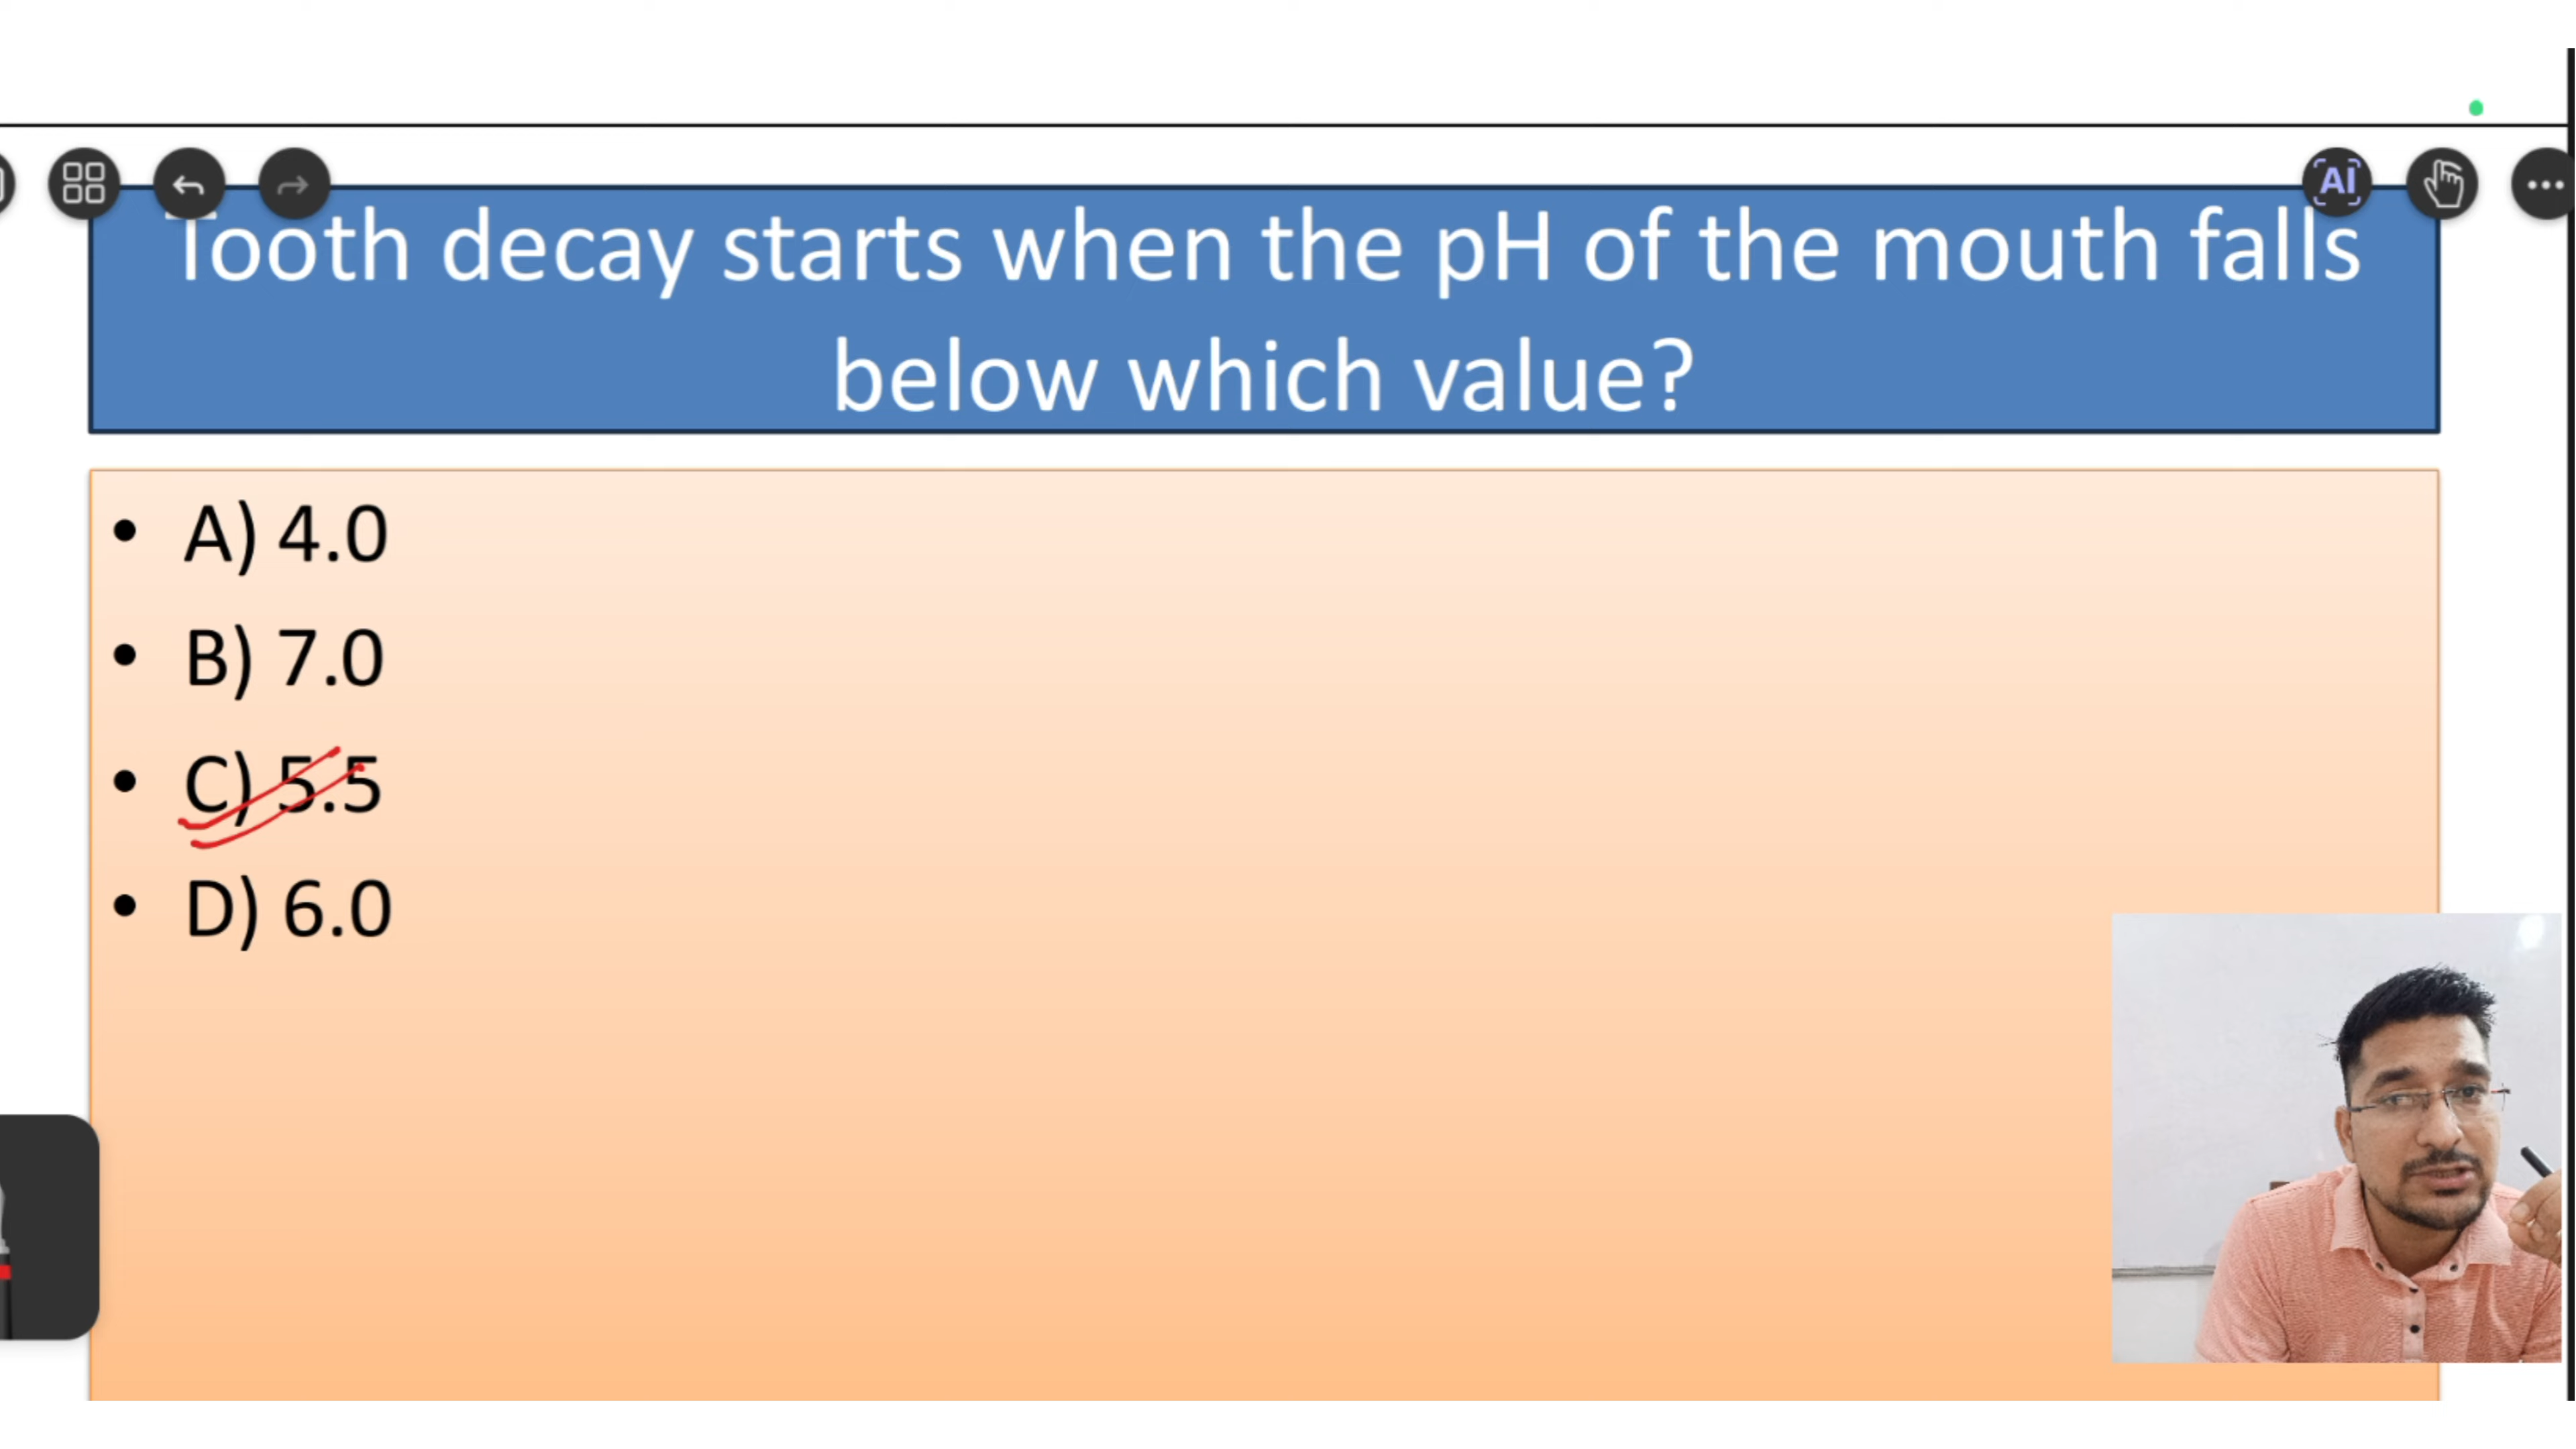 AI
Tooth decay starts when the pH of the mouth falls
below which value?
• A) 4.0
• B) 7.0
• C) 5.5
• D) 6.0